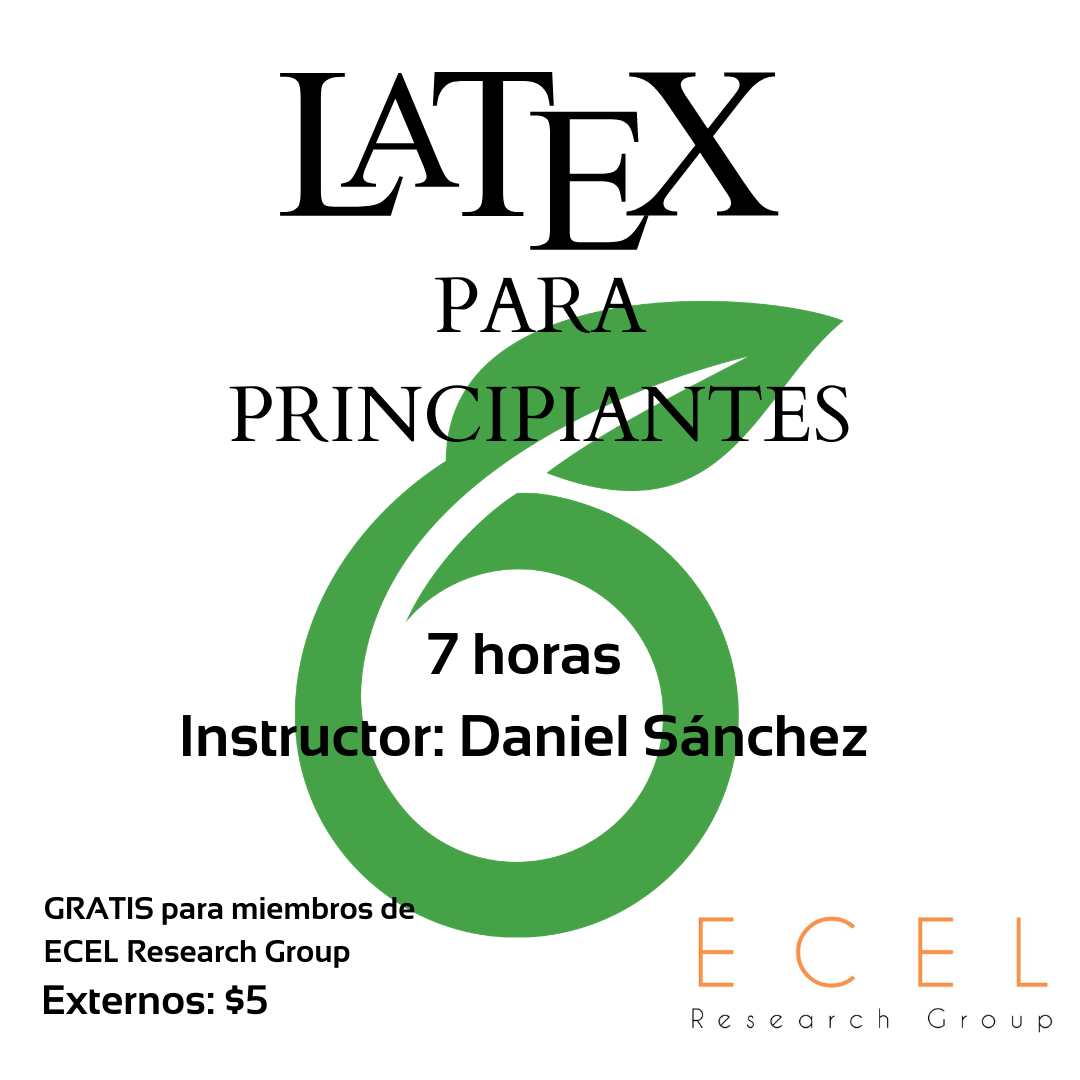 LATEX
PARA
PRINCIPIANTES
7 horas
Instructor: Daniel Sánchez
GRATIS para miembros de
ECEL Research Group
Externos: $5
ECEL
Research Group